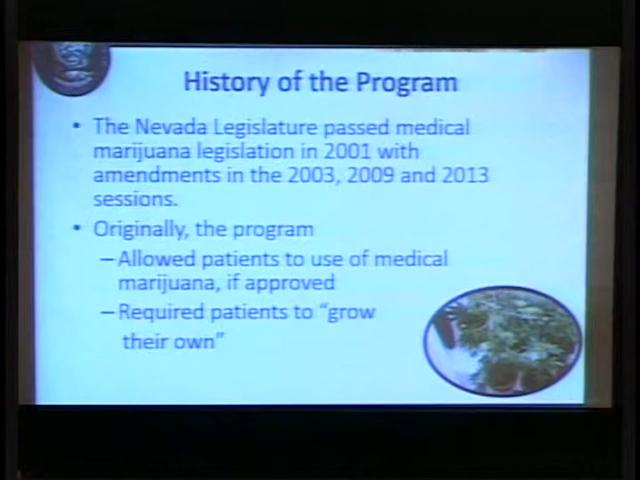 History of the Program
• The Nevada Legislature passed medical
marijuana legislation in 2001 with
amendments in the 2003, 2009 and 2013
sessions.
• Originally, the program
–Allowed patients to use of medical
marijuana, if approved
–Required patients to “grow
their own”